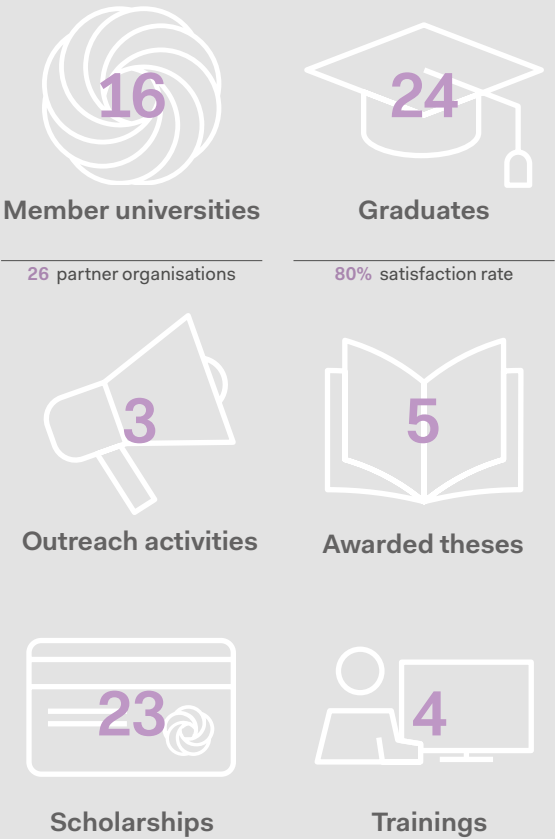 16
Member universities
26 partner organisations
24
Graduates
80% satisfaction rate
3
Outreach activities
5
Awarded theses
23
Scholarships
4
Trainings